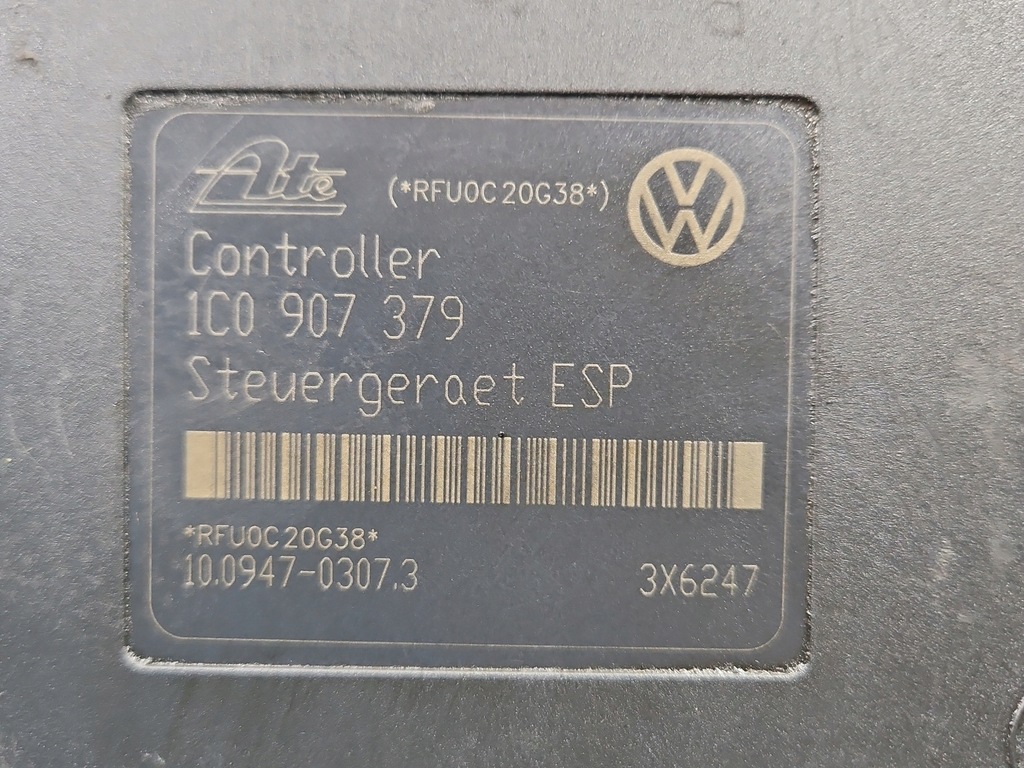 Ate (*RFU0C20G38*)
Controller
1C0 907 379
Steuergeraet ESP
*RFU0C20G38*
10.0947-0307.3 3X6247